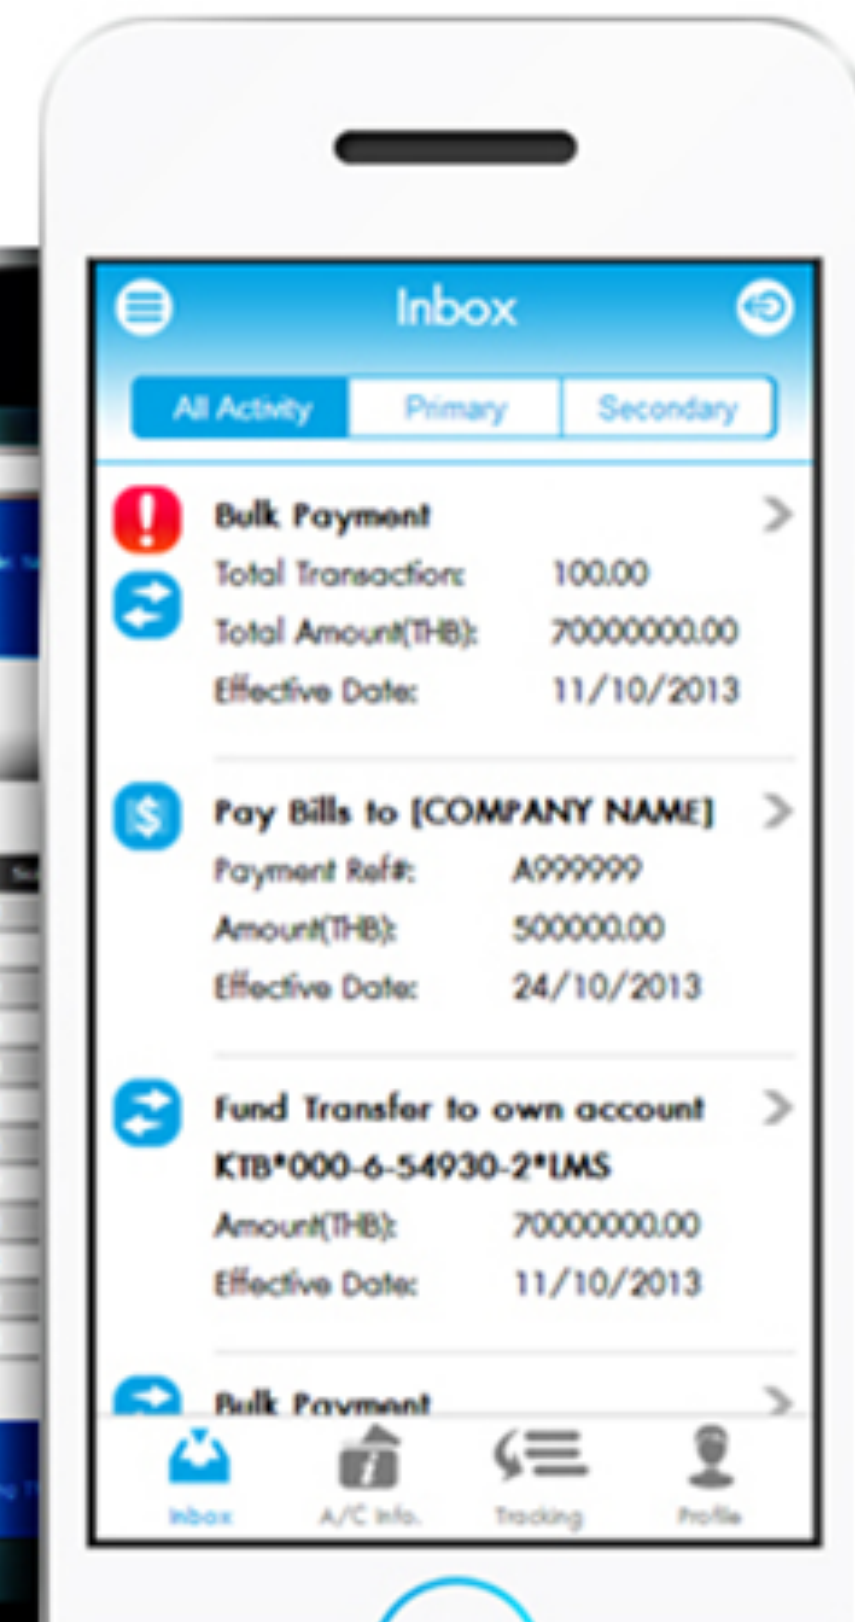 Inbox
All Activity Primary Secondary
Bulk Payment
Total Transaction: 100.00
Total Amount(THB): 70000000.00
Effective Date: 11/10/2013
Pay Bills to [COMPANY NAME]
Payment Ref#: A999999
Amount(THB): 500000.00
Effective Date: 24/10/2013
Fund Transfer to own account
KTB*000-6-54930-2*LMS
Amount(THB): 70000000.00
Effective Date: 11/10/2013
Bulk Payment
Inbox A/C Info. Tracking Profile